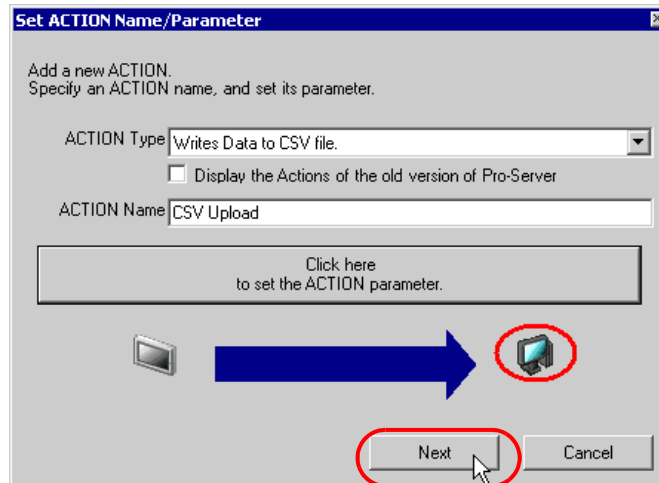 Set ACTION Name/Parameter
Add a new ACTION.
Specify an ACTION name, and set its parameter.
ACTION Type Writes Data to CSV file.
Display the Actions of the old version of Pro-Server
ACTION Name CSV Upload
Click here
to set the ACTION parameter.
Next Cancel